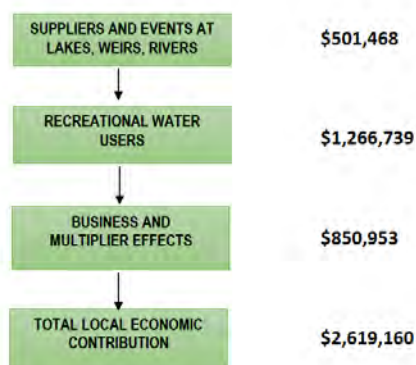 SUPPLIERS AND EVENTS AT
LAKES, WEIRS, RIVERS
$501,468
RECREATIONAL WATER
USERS
$1,266,739
BUSINESS AND
MULTIPLIER EFFECTS
$850,953
TOTAL LOCAL ECONOMIC
CONTRIBUTION
$2,619,160